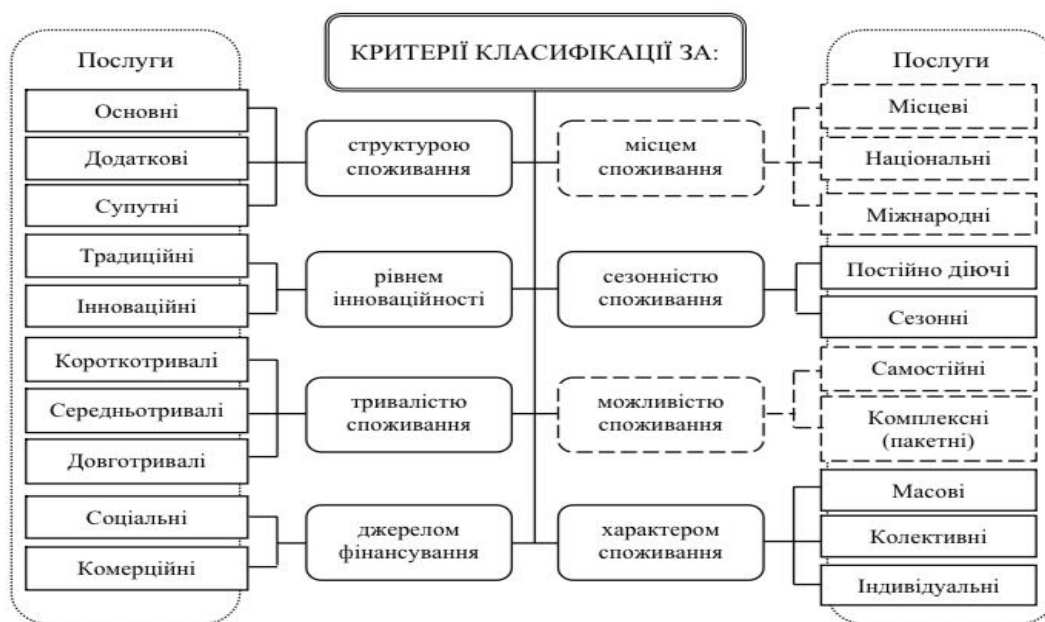 КРИТЕРІЇ КЛАСИФІКАЦІЇ ЗА:
Послуги
Основні
Додаткові
Супутні
структурою
споживання
Традиційні
Інноваційні
рівнем
інноваційності
Короткотривалі
Середньотривалі
Довготривалі
тривалістю
споживання
Соціальні
Комерційні
джерелом
фінансування
Послуги
місцем
споживання
Місцеві
Національні
Міжнародні
сезонністю
споживання
Постійно діючі
Сезонні
можливістю
споживання
Самостійні
Комплексні
(пакетні)
характером
споживання
Масові
Колективні
Індивідуальні